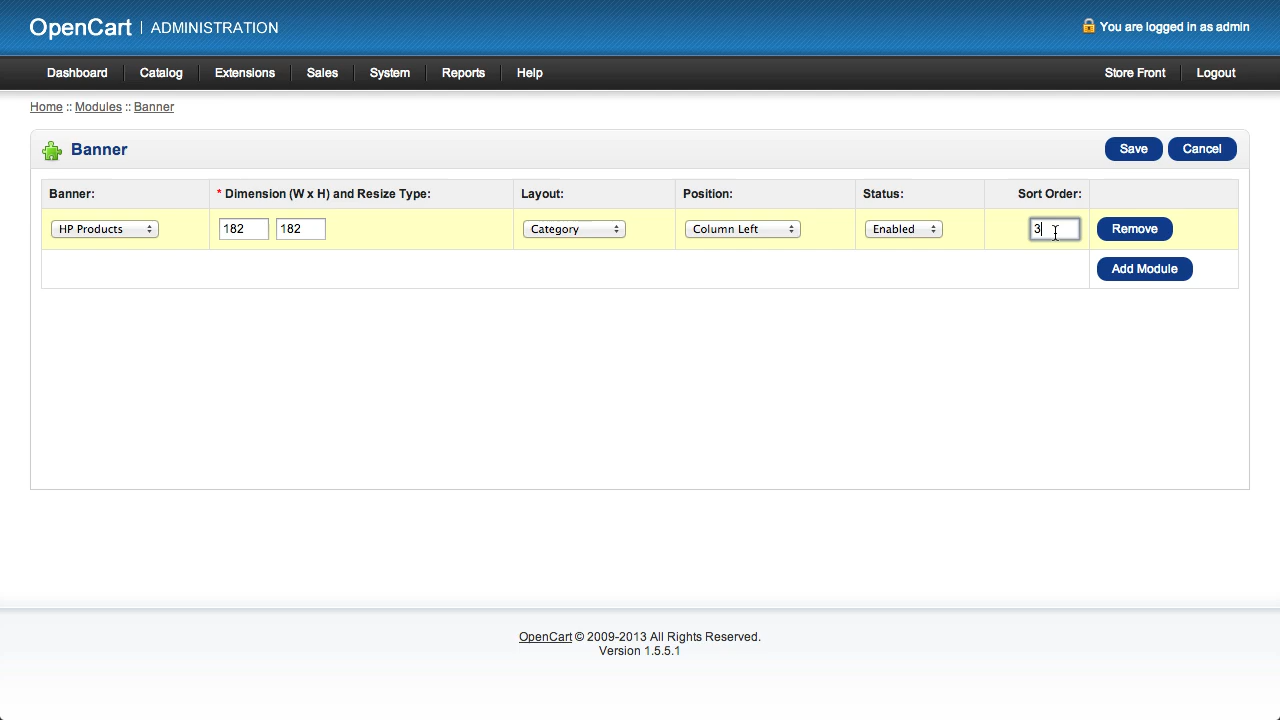 OpenCart | ADMINISTRATION
You are logged in as admin
Dashboard Catalog Extensions Sales System Reports Help Store Front Logout
Home :: Modules :: Banner
Banner Save Cancel
Banner: * Dimension (W x H) and Resize Type: Layout: Position: Status: Sort Order:
HP Products 182 182 Category Column Left Enabled 3 Remove
Add Module
OpenCart © 2009-2013 All Rights Reserved.
Version 1.5.5.1